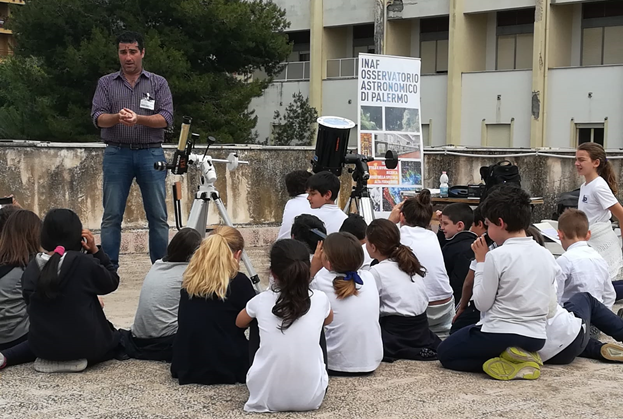 INAF
OSSERVATORIO
ASTRONOMICO
DI PALERMO